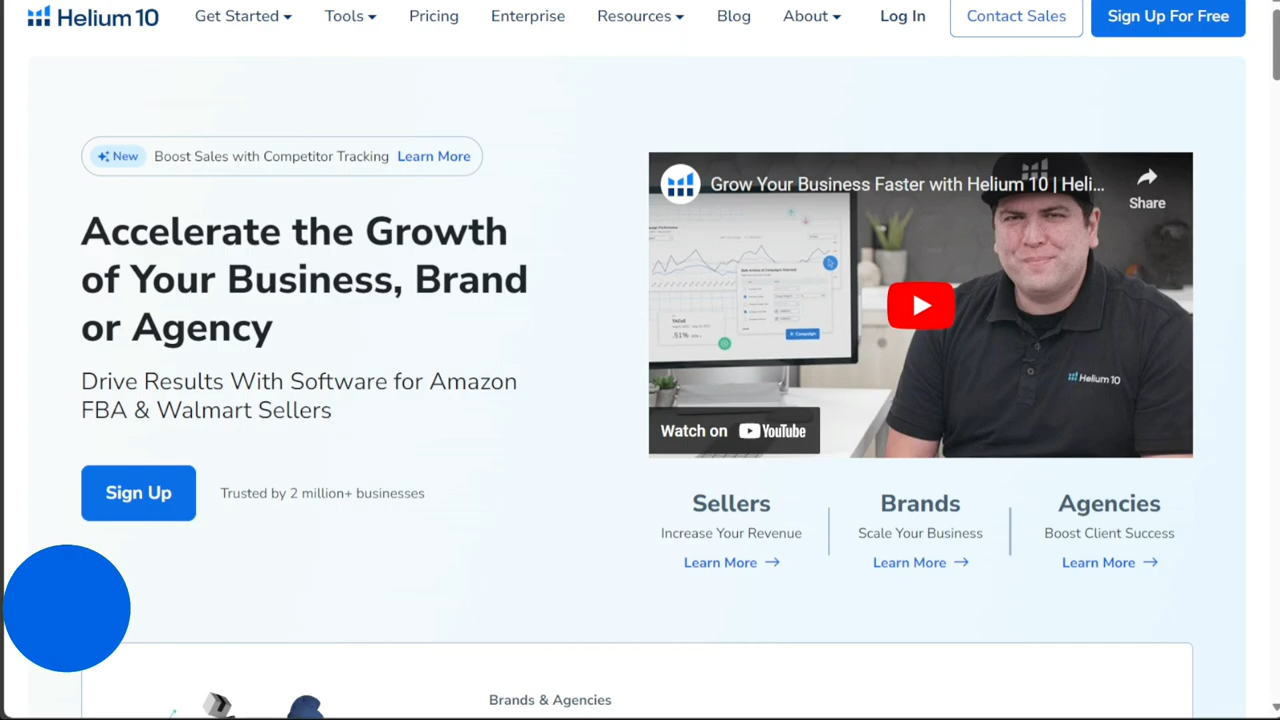 Helium 10
Get Started
Tools
Pricing
Enterprise
Resources
Blog
About
Log In
Contact Sales
Sign Up For Free
New Boost Sales with Competitor Tracking Learn More
Accelerate the Growth
of Your Business, Brand
or Agency
Drive Results With Software for Amazon
FBA & Walmart Sellers
Sign Up
Trusted by 2 million+ businesses
Grow Your Business Faster with Helium 10 | Heli...
Share
Helium 10
Watch on YouTube
Sellers
Increase Your Revenue
Learn More
Brands
Scale Your Business
Learn More
Agencies
Boost Client Success
Learn More
Brands & Agencies